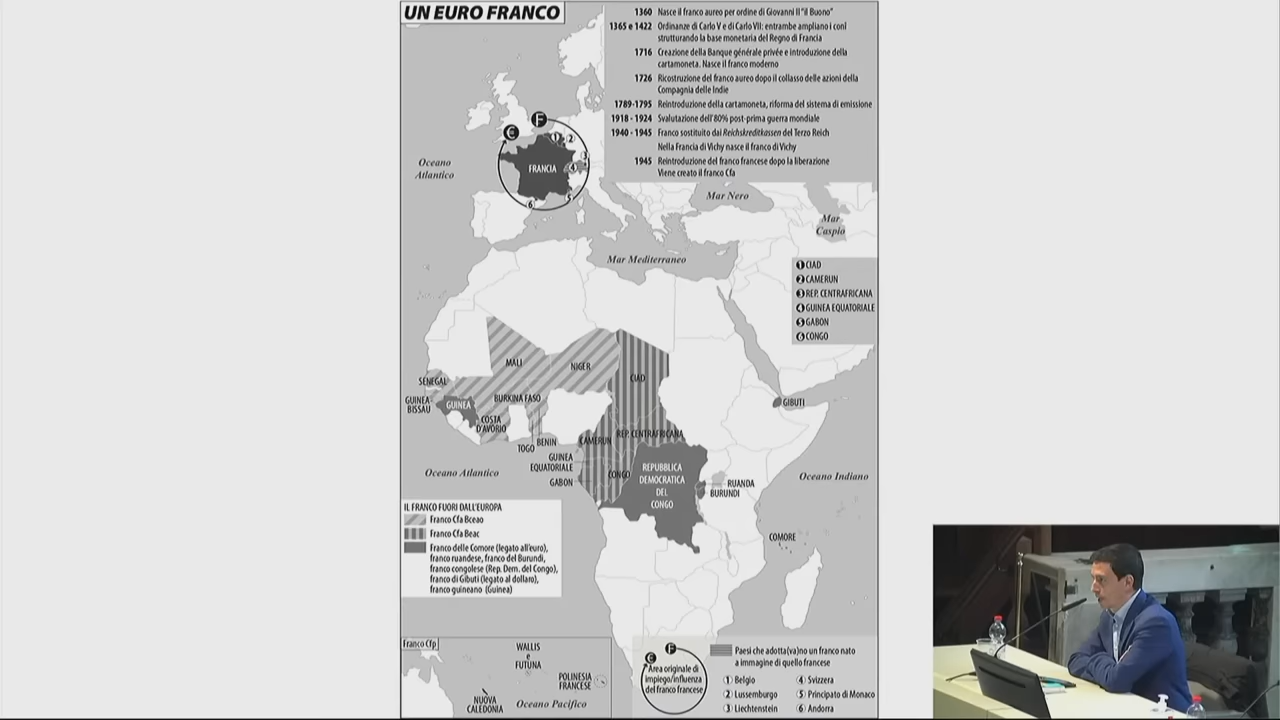 UN EURO FRANCO
1360 Nasce il franco aureo per ordine di Giovanni II "il Buono"
1365 e 1422 Ordinanze di Carlo V e di Carlo VII: entrambe ampliano i conî
strutturando la base monetaria del Regno di Francia
1716 Creazione della Banque générale privée e introduzione della
cartamoneta. Nasce il franco moderno
1726 Ricostruzione del franco aureo dopo il collasso delle azioni della
Compagnia delle Indie
1789-1795 Reintroduzione della cartamoneta, riforma del sistema di emissione
1918 - 1924 Svalutazione dell'80% post-prima guerra mondiale
1940 - 1945 Franco sostituito dai Reichskreditkassen del Terzo Reich
Nella Francia di Vichy nasce il franco di Vichy
1945 Reintroduzione del franco francese dopo la liberazione
Viene creato il franco Cfa
F
€
1
2
3
4
5
6
FRANCIA
Oceano
Atlantico
Mar Nero
Mar
Caspio
Mar Mediterraneo
1 CIAD
2 CAMERUN
3 REP. CENTRAFRICANA
4 GUINEA EQUATORIALE
5 GABON
6 CONGO
MALI
NIGER
CIAD
SENEGAL
GUINEA-
BISSAU
GUINEA
BURKINA FASO
COSTA
D'AVORIO
TOGO
BENIN
CAMERUN
REP. CENTRAFRICANA
GIBUTI
GUINEA
EQUATORIALE
GABON
CONGO
REPUBBLICA
DEMOCRATICA
DEL
CONGO
RUANDA
BURUNDI
Oceano Atlantico
Oceano Indiano
COMORE
IL FRANCO FUORI DALL'EUROPA
Franco Cfa Bceao
Franco Cfa Beac
Franco delle Comore (legato all'euro),
franco ruandese, franco del Burundi,
franco congolese (Rep. Dem. del Congo),
franco di Gibuti (legato al dollaro),
franco guineano (Guinea)
Franco Cfp
WALLIS
e
FUTUNA
POLINESIA
FRANCESE
NUOVA
CALEDONIA
Oceano Pacifico
F
€
Area originale di
impiego/influenza
del franco francese
Paesi che adotta(va)no un franco nato
a immagine di quello francese
1 Belgio
2 Lussemburgo
3 Liechtenstein
4 Svizzera
5 Principato di Monaco
6 Andorra